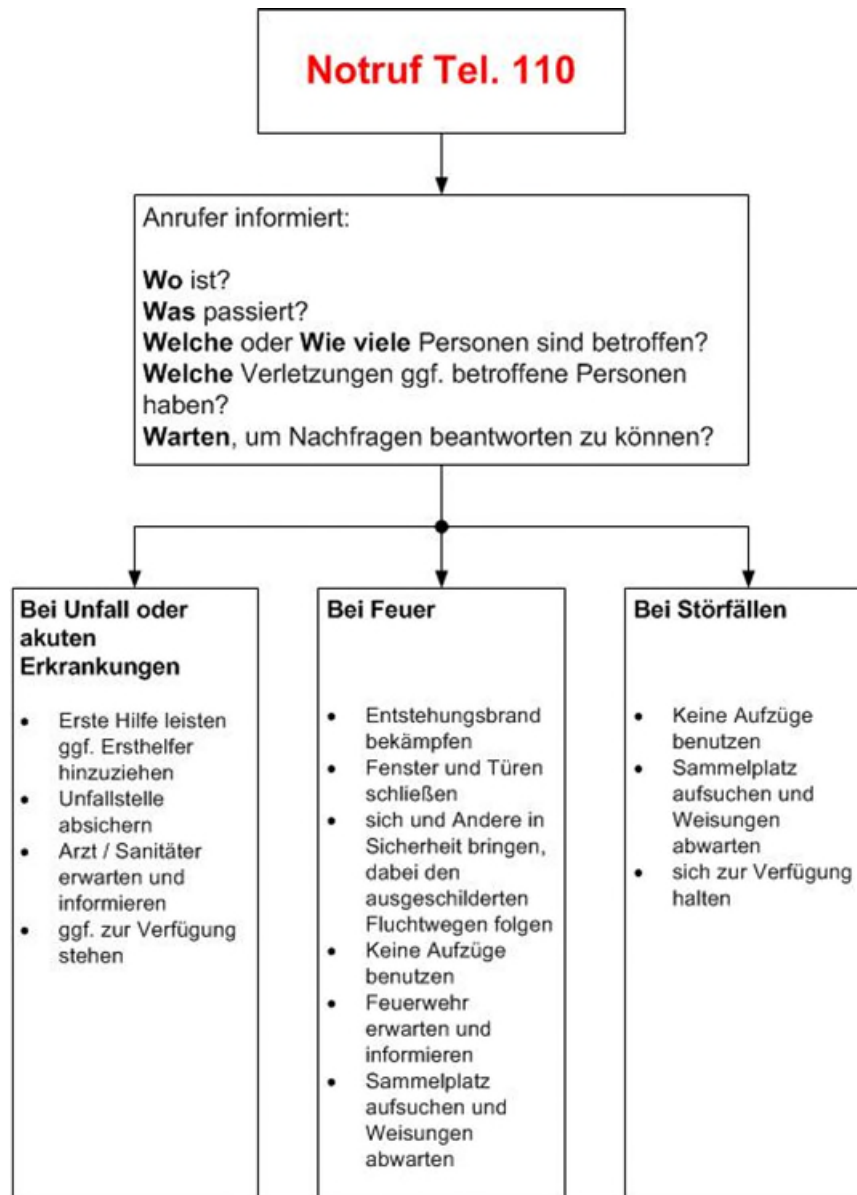 Notruf Tel. 110
Anrufer informiert:
Wo ist?
Was passiert?
Welche oder Wie viele Personen sind betroffen?
Welche Verletzungen ggf. betroffene Personen
haben?
Warten, um Nachfragen beantworten zu können?
Bei Unfall oder
akuten
Erkrankungen
• Erste Hilfe leisten
ggf. Ersthelfer
hinzuziehen
• Unfallstelle
absichern
• Arzt / Sanitäter
erwarten und
informieren
• ggf. zur Verfügung
stehen
Bei Feuer
• Entstehungsbrand
bekämpfen
• Fenster und Türen
schließen
• sich und Andere in
Sicherheit bringen,
dabei den
ausgeschilderten
Fluchtwegen folgen
• Keine Aufzüge
benutzen
• Feuerwehr
erwarten und
informieren
• Sammelplatz
aufsuchen und
Weisungen
abwarten
Bei Störfällen
• Keine Aufzüge
benutzen
• Sammelplatz
aufsuchen und
Weisungen
abwarten
• sich zur Verfügung
halten